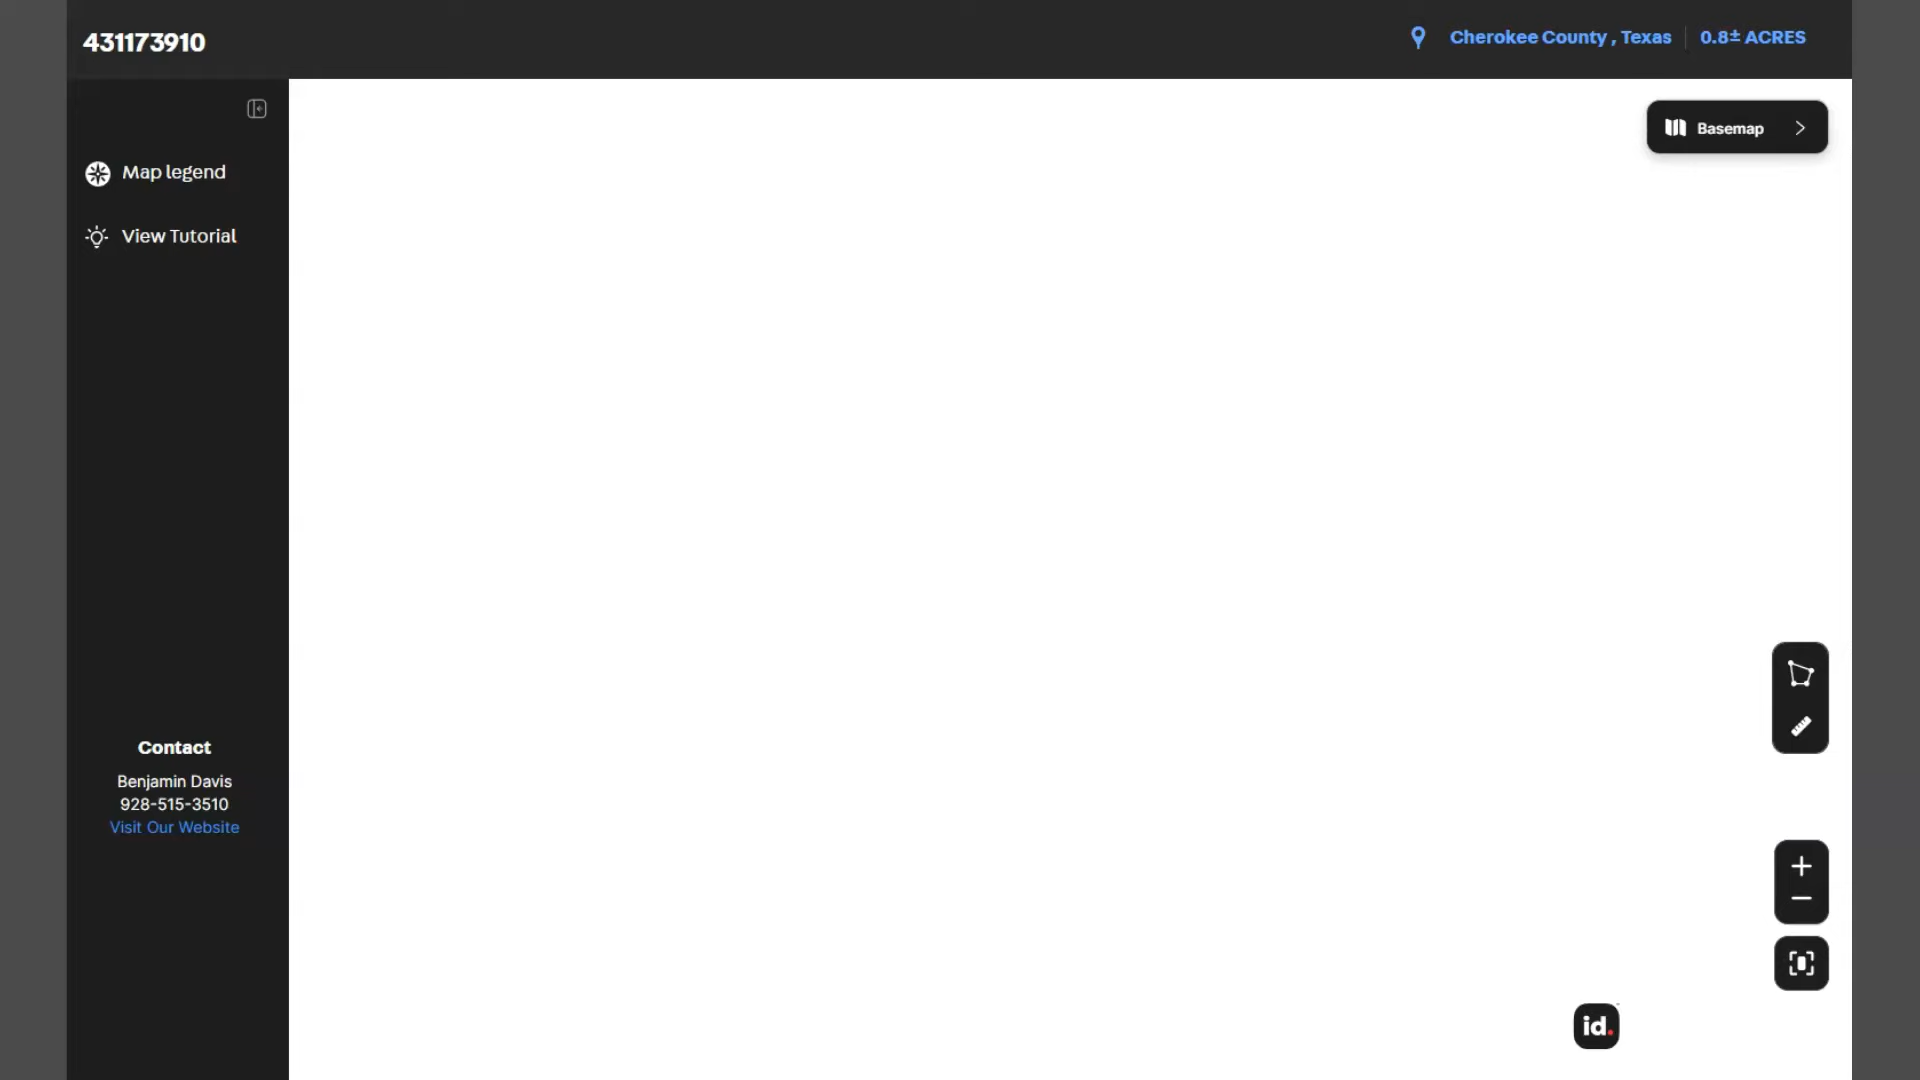 431173910
Cherokee County , Texas
0.8± ACRES
Basemap
Map legend
View Tutorial
Contact
Benjamin Davis
928-515-3510
Visit Our Website
id.